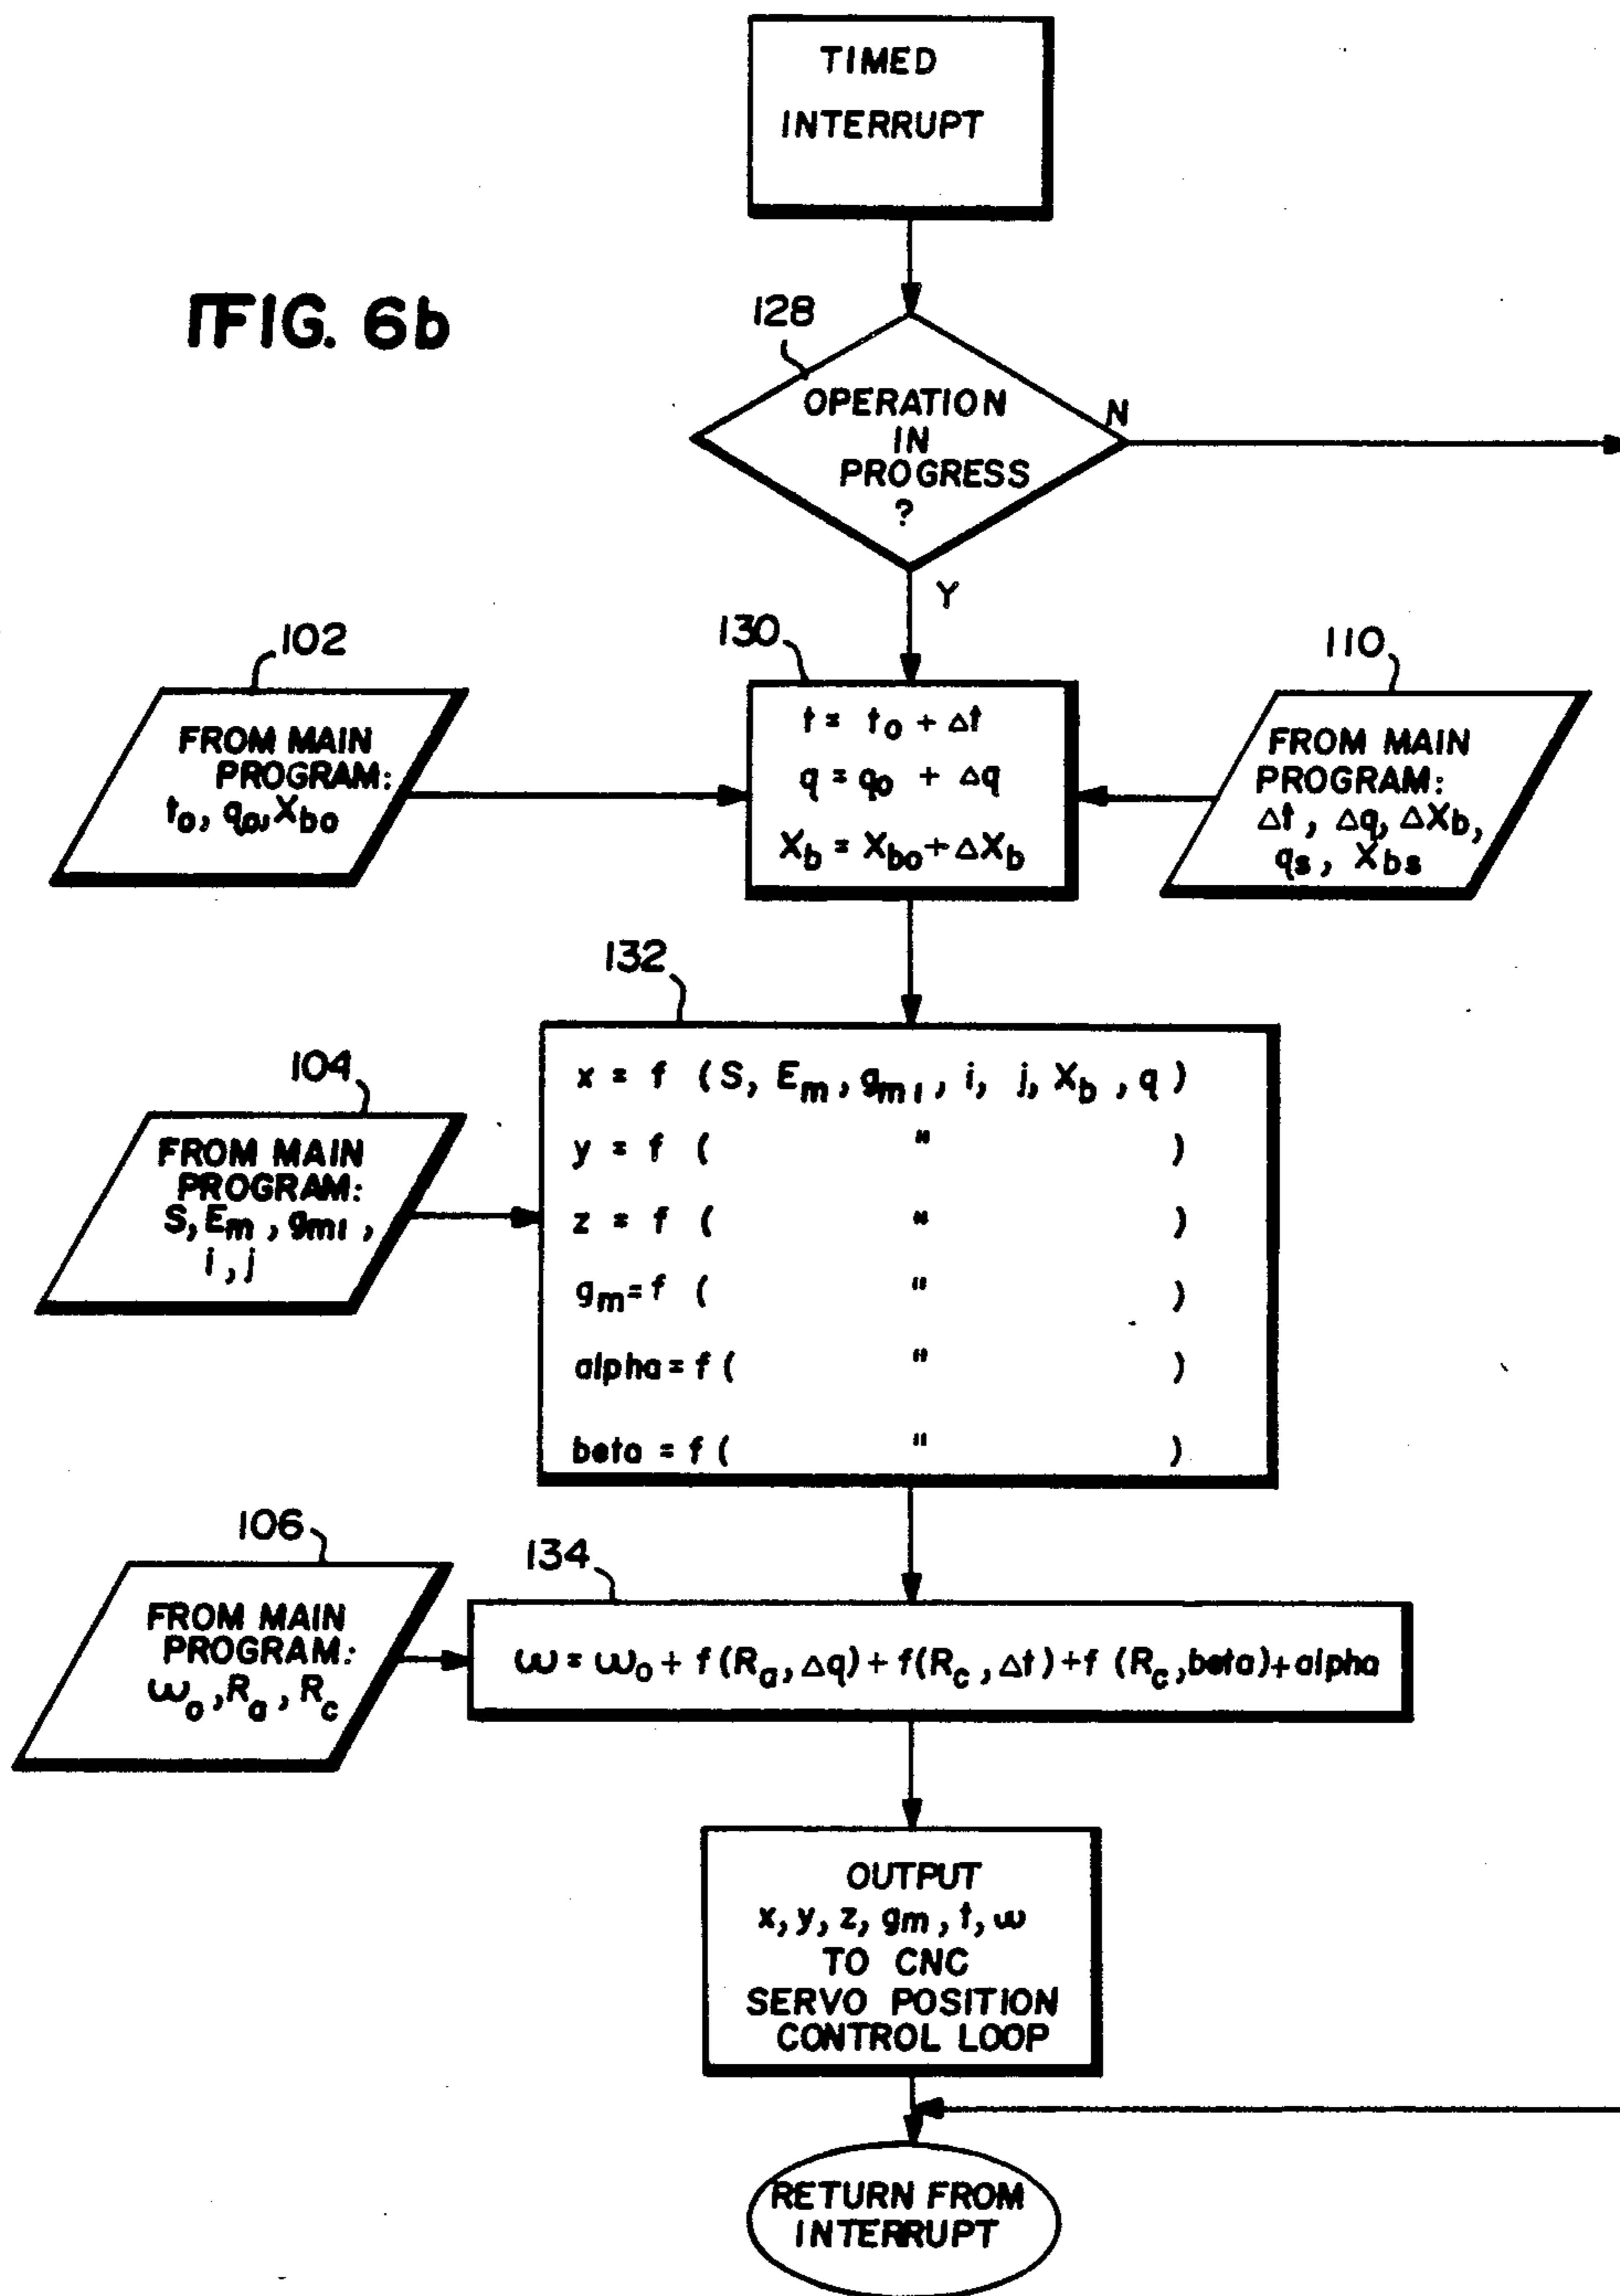 TIMED
INTERRUPT
FIG. 6b
128
OPERATION
IN
PROGRESS
?
N
Y
102
FROM MAIN
PROGRAM:
t₀, q₀, X_bo
130
t = t₀ + Δt
q = q₀ + Δq
X_b = X_bo + ΔX_b
110
FROM MAIN
PROGRAM:
Δt, Δq, ΔX_b,
q_s, X_bs
132
x = f (S, E_m, g_m1, i, j, X_b, q)
y = f ( " )
z = f ( " )
g_m = f ( " )
alpha = f ( " )
beta = f ( " )
104
FROM MAIN
PROGRAM:
S, E_m, g_m1,
i, j
106
FROM MAIN
PROGRAM:
ω₀, R_a, R_c
134
ω = ω₀ + f(R_a, Δq) + f(R_c, Δt) + f (R_c, beta) + alpha
OUTPUT
x, y, z, g_m, t, ω
TO CNC
SERVO POSITION
CONTROL LOOP
RETURN FROM
INTERRUPT